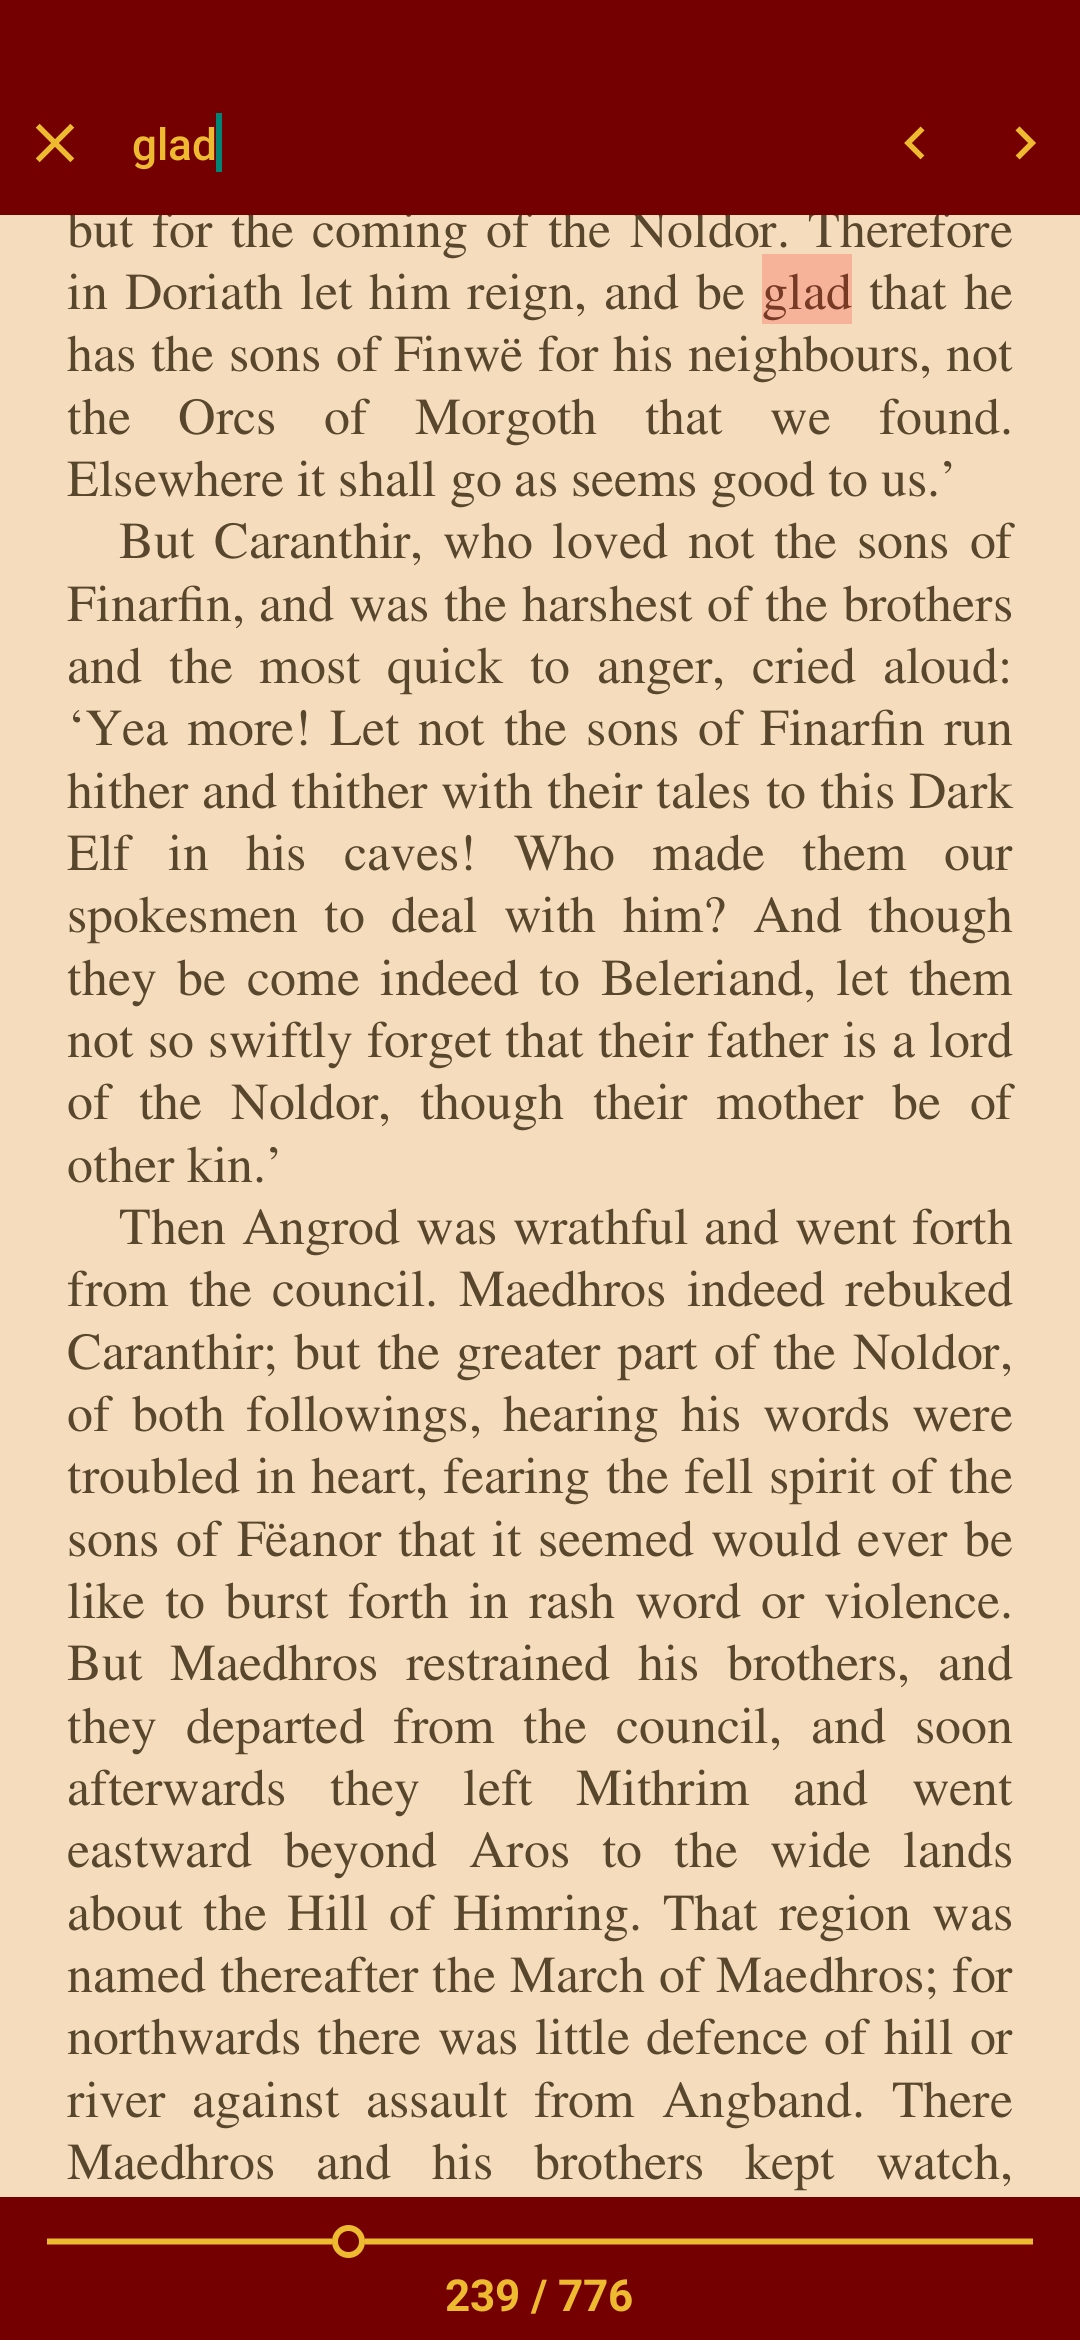 glad
but for the coming of the Noldor. Therefore
in Doriath let him reign, and be glad that he
has the sons of Finwë for his neighbours, not
the Orcs of Morgoth that we found.
Elsewhere it shall go as seems good to us.’
But Caranthir, who loved not the sons of
Finarfin, and was the harshest of the brothers
and the most quick to anger, cried aloud:
‘Yea more! Let not the sons of Finarfin run
hither and thither with their tales to this Dark
Elf in his caves! Who made them our
spokesmen to deal with him? And though
they be come indeed to Beleriand, let them
not so swiftly forget that their father is a lord
of the Noldor, though their mother be of
other kin.’
Then Angrod was wrathful and went forth
from the council. Maedhros indeed rebuked
Caranthir; but the greater part of the Noldor,
of both followings, hearing his words were
troubled in heart, fearing the fell spirit of the
sons of Fëanor that it seemed would ever be
like to burst forth in rash word or violence.
But Maedhros restrained his brothers, and
they departed from the council, and soon
afterwards they left Mithrim and went
eastward beyond Aros to the wide lands
about the Hill of Himring. That region was
named thereafter the March of Maedhros; for
northwards there was little defence of hill or
river against assault from Angband. There
Maedhros and his brothers kept watch,
239 / 776